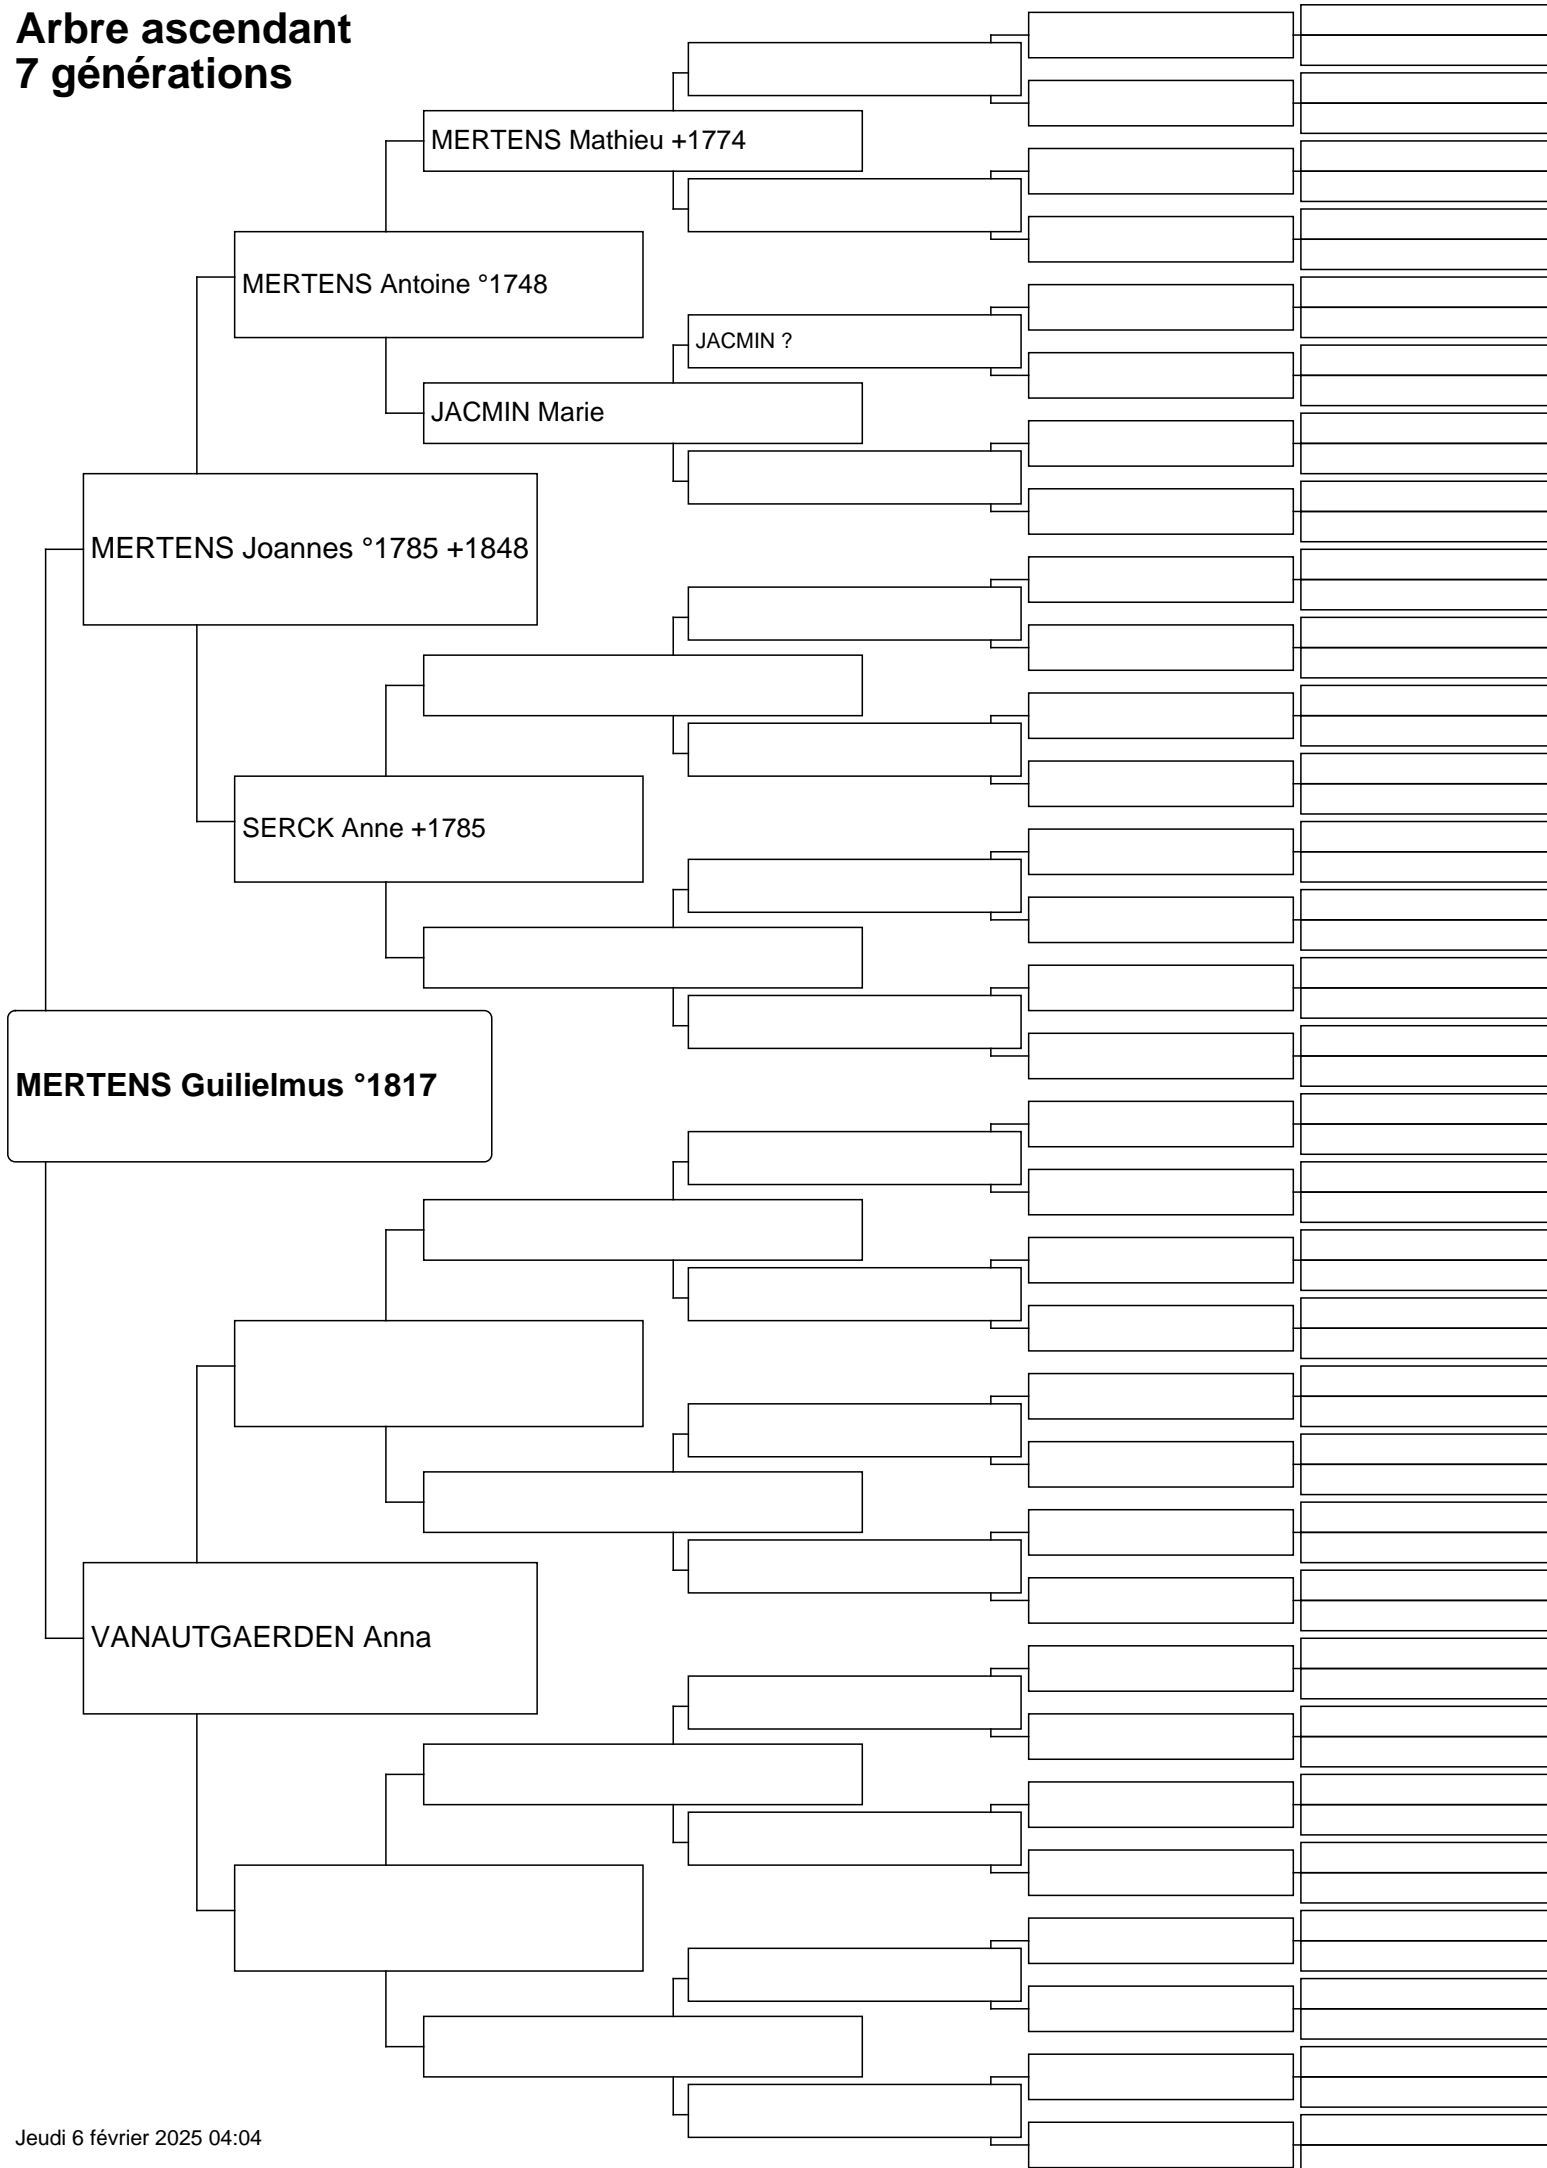 Arbre ascendant
7 générations
MERTENS Mathieu +1774
MERTENS Antoine °1748
JACMIN ?
JACMIN Marie
MERTENS Joannes °1785 +1848
SERCK Anne +1785
MERTENS Guilielmus °1817
VANAUTGAERDEN Anna
Jeudi 6 février 2025 04:04